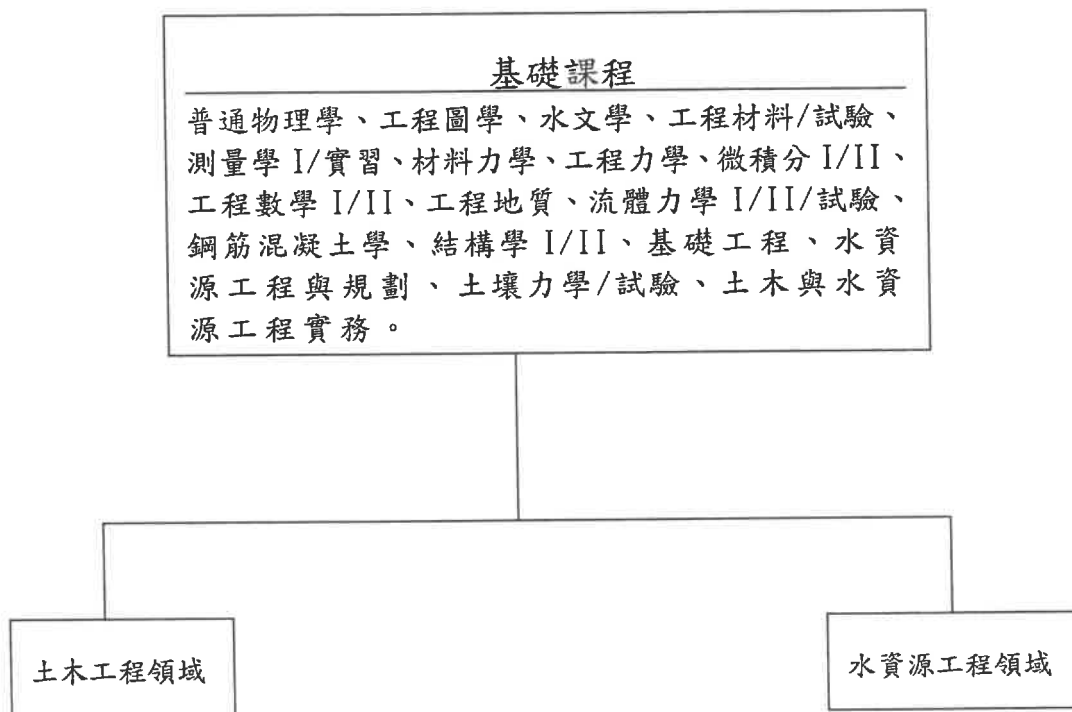 基礎課程
普通物理學、工程圖學、水文學、工程材料/試驗、
測量學 I/實習、材料力學、工程力學、微積分 I/II、
工程數學 I/II、工程地質、流體力學 I/II/試驗、
鋼筋混凝土學、結構學 I/II、基礎工程、水資
源工程與規劃、土壤力學/試驗、土木與水資
源工程實務。
土木工程領域
水資源工程領域